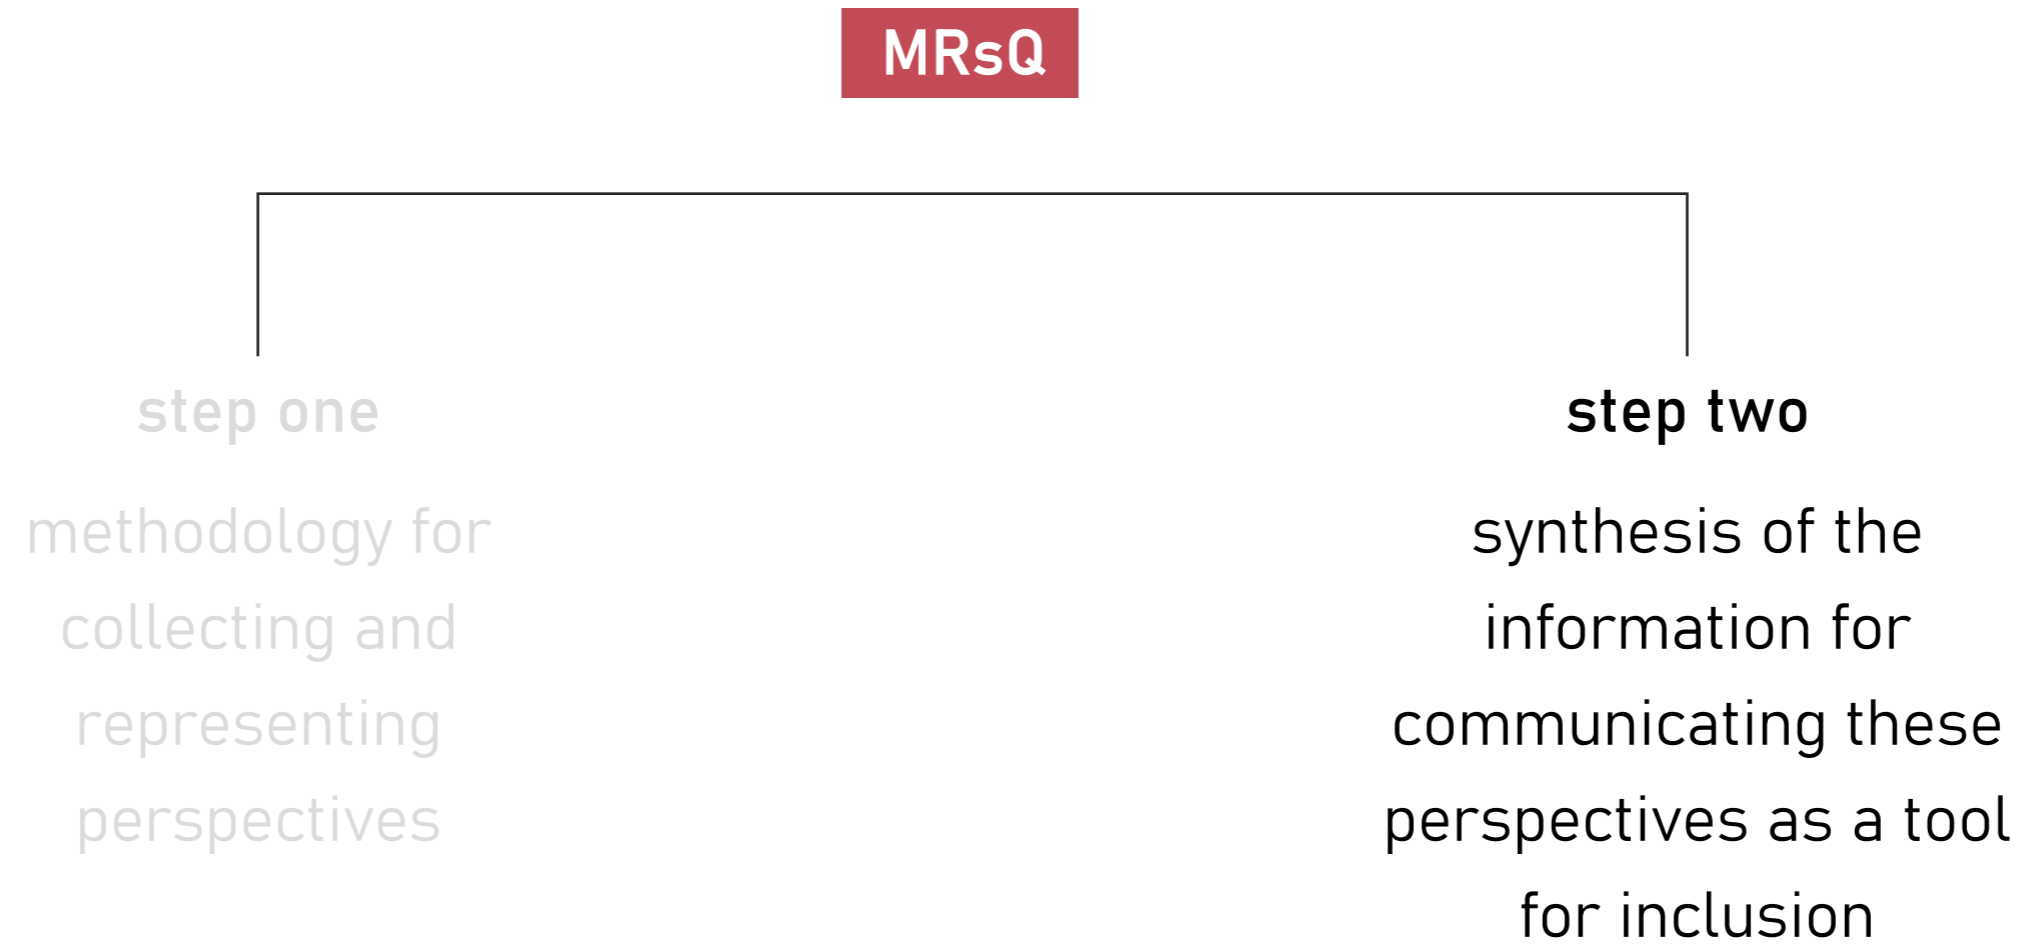 MRsQ
step one
methodology for
collecting and
representing
perspectives
step two
synthesis of the
information for
communicating these
perspectives as a tool
for inclusion